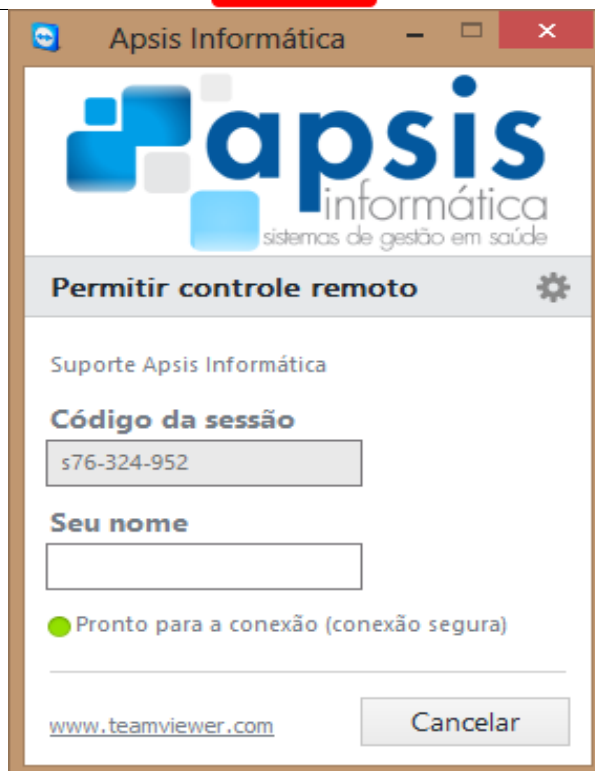 Apsis Informática
apsis
informática
sistemas de gestão em saúde
Permitir controle remoto
Suporte Apsis Informática
Código da sessão
s76-324-952
Seu nome
Pronto para a conexão (conexão segura)
www.teamviewer.com
Cancelar